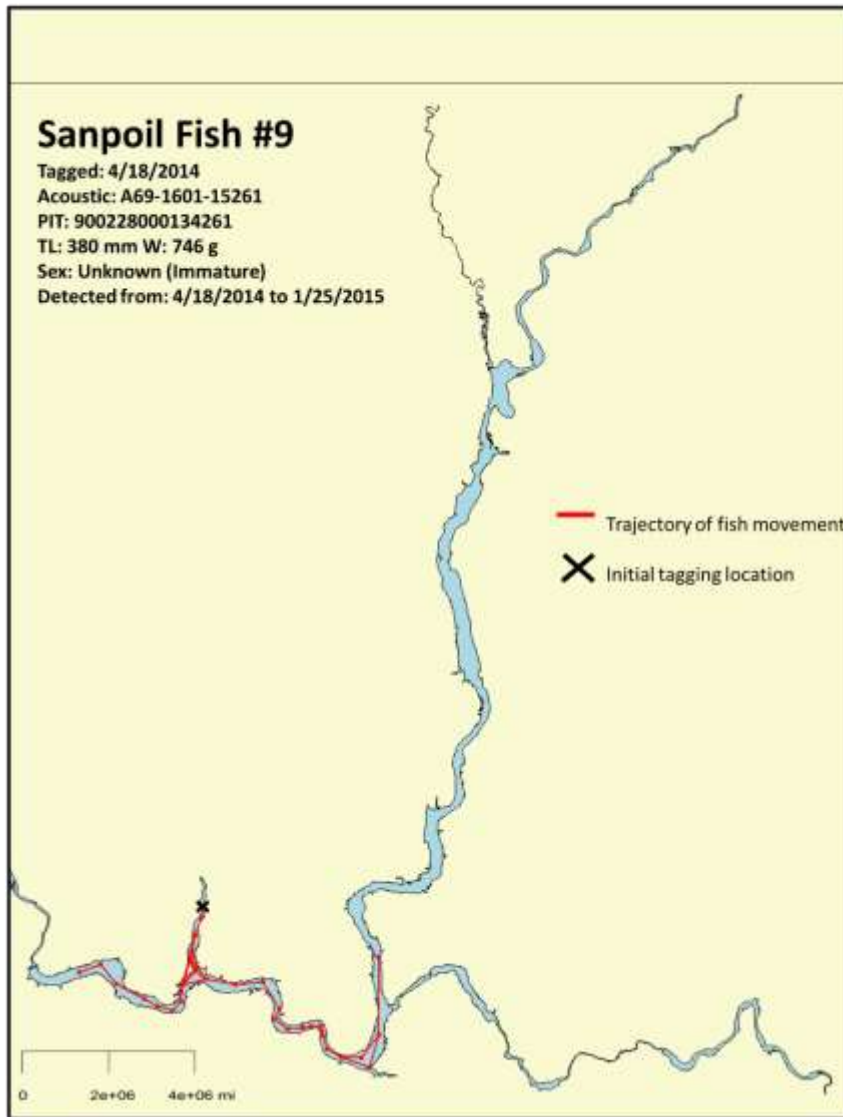 Sanpoil Fish #9
Tagged: 4/18/2014
Acoustic: A69-1601-15261
PIT: 900228000134261
TL: 380 mm W: 746 g
Sex: Unknown (Immature)
Detected from: 4/18/2014 to 1/25/2015
Trajectory of fish movement
Initial tagging location
0 2e+06 4e+06 mi